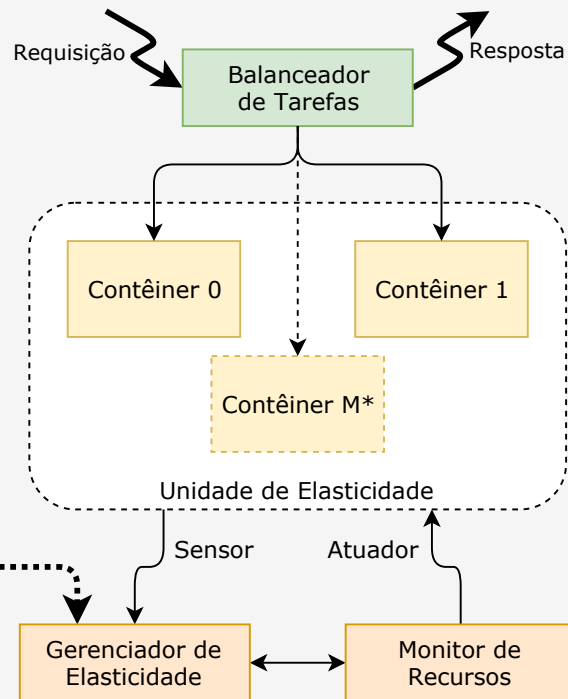 Requisição
Resposta
Balanceador
de Tarefas
Contêiner 0
Contêiner 1
Contêiner M*
Unidade de Elasticidade
Sensor
Atuador
Gerenciador de
Elasticidade
Monitor de
Recursos